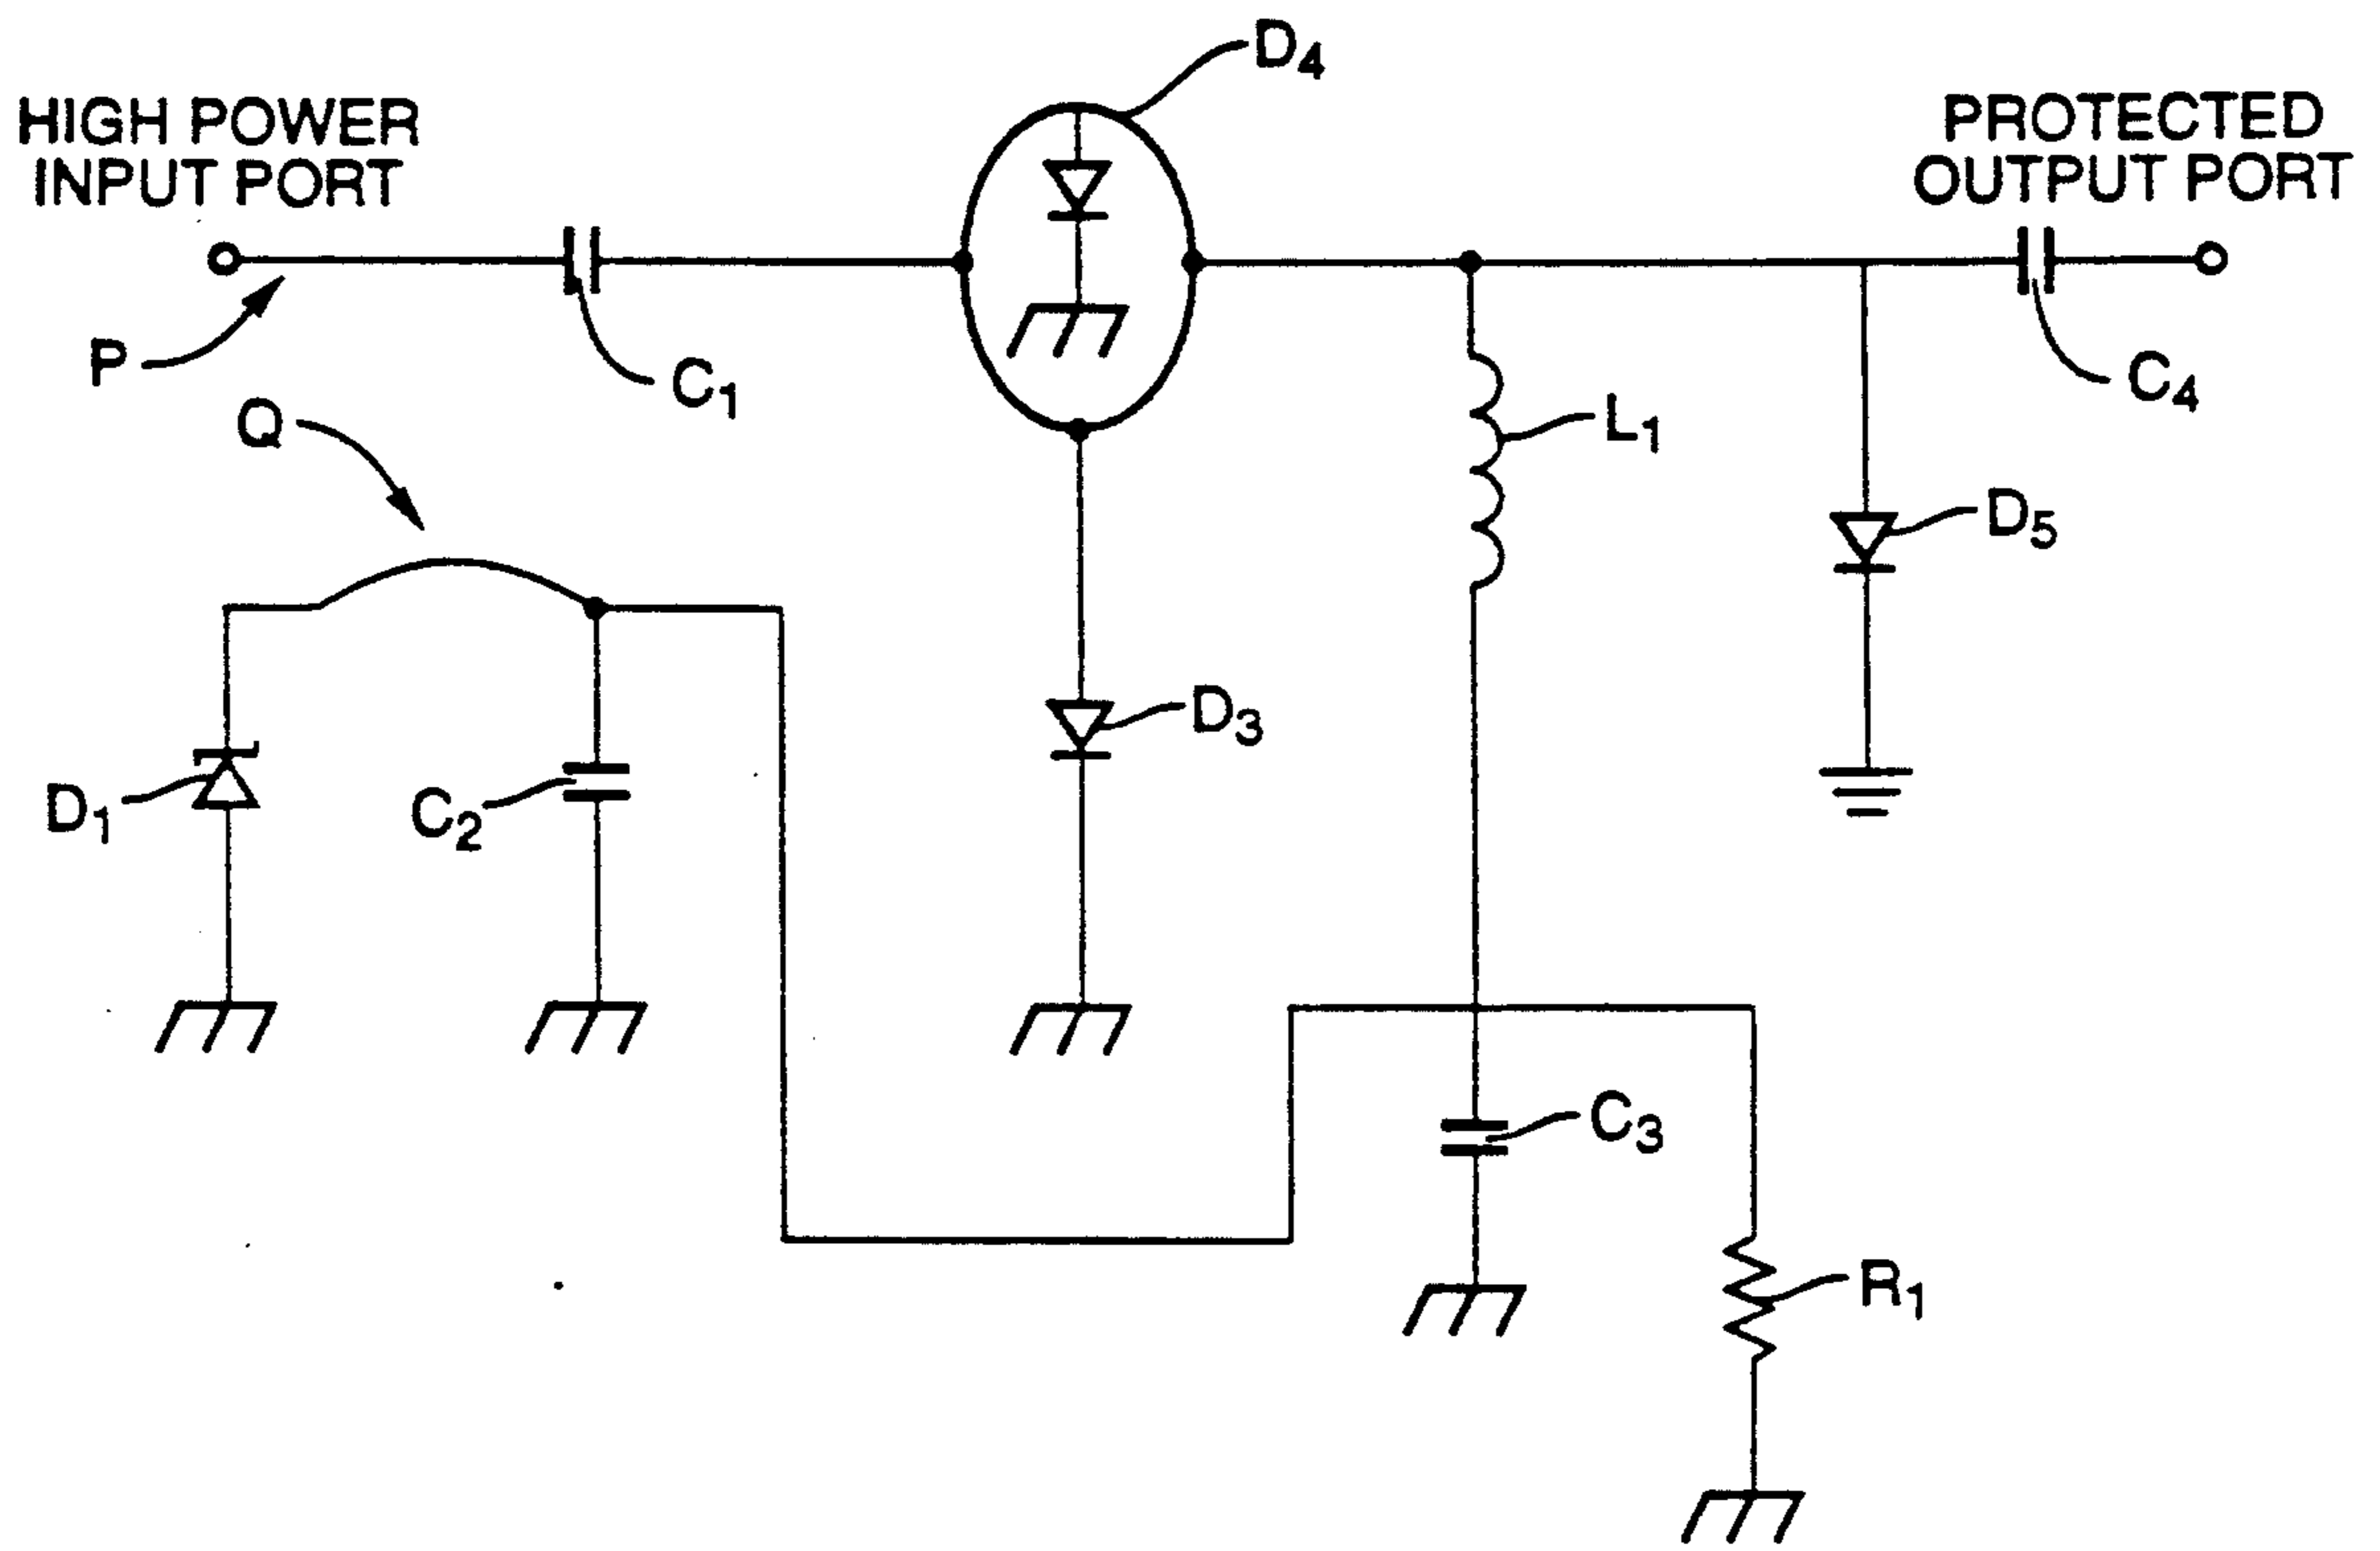 D4
HIGH POWER
INPUT PORT
PROTECTED
OUTPUT PORT
P
C1
C4
Q
L1
D5
D3
D1
C2
C3
R1